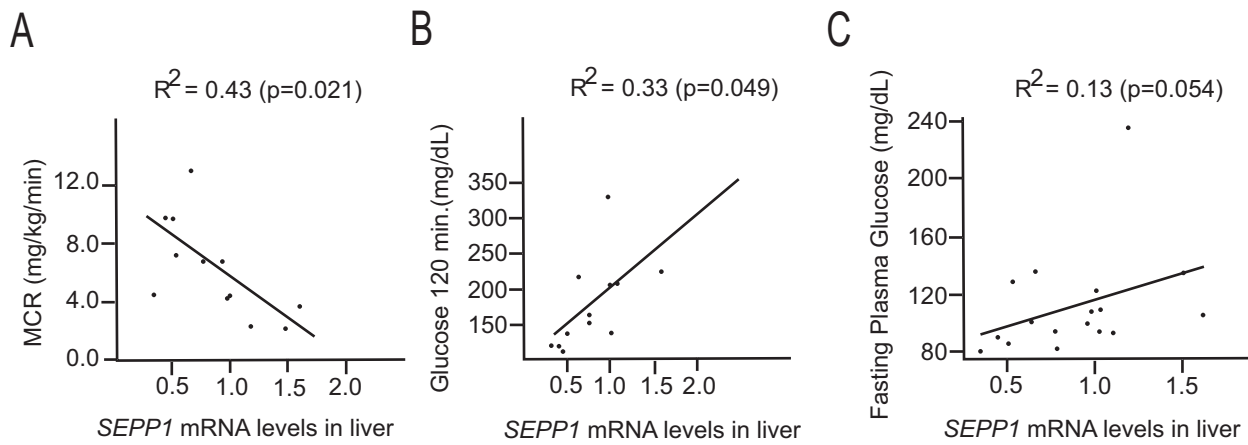 A
R2 = 0.43 (p=0.021)
MCR (mg/kg/min)
12.0
8.0
4.0
0.0
0.5 1.0 1.5 2.0
SEPP1 mRNA levels in liver
B
R2 = 0.33 (p=0.049)
Glucose 120 min.(mg/dL)
350
300
250
200
150
0.5 1.0 1.5 2.0
SEPP1 mRNA levels in liver
C
R2 = 0.13 (p=0.054)
Fasting Plasma Glucose (mg/dL)
240
200
160
120
80
0.5 1.0 1.5
SEPP1 mRNA levels in liver